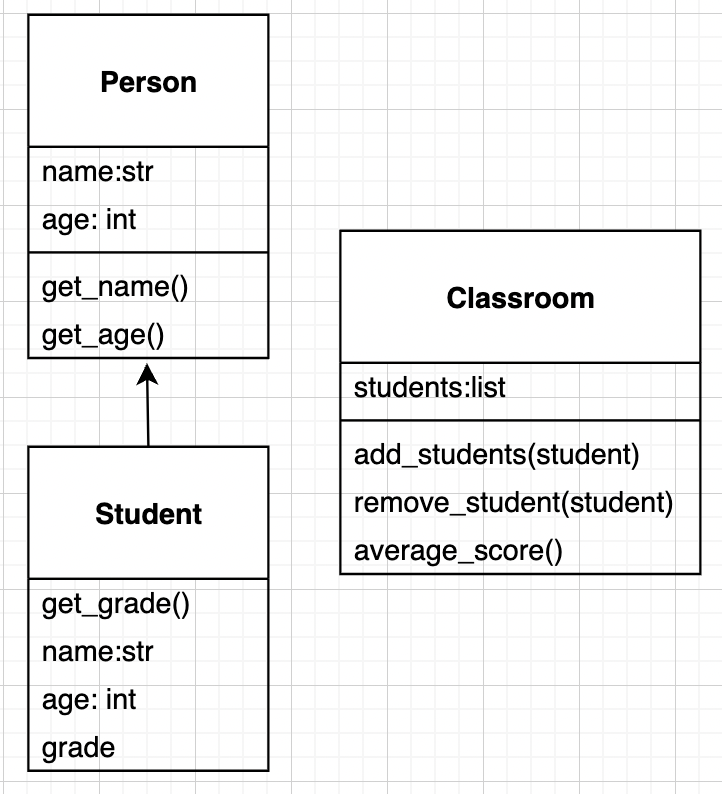 Person
name:str
age: int
get_name()
get_age()
Student
get_grade()
name:str
age: int
grade
Classroom
students:list
add_students(student)
remove_student(student)
average_score()